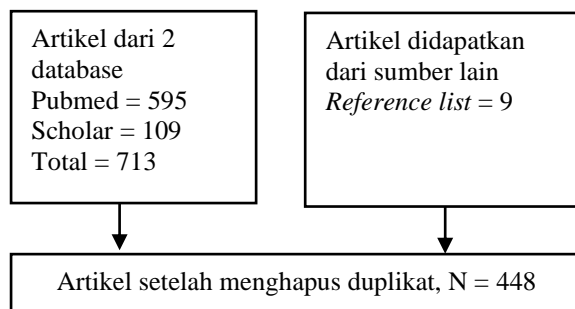 Artikel dari 2
database
Pubmed = 595
Scholar = 109
Total = 713
Artikel didapatkan
dari sumber lain
Reference list = 9
Artikel setelah menghapus duplikat, N = 448